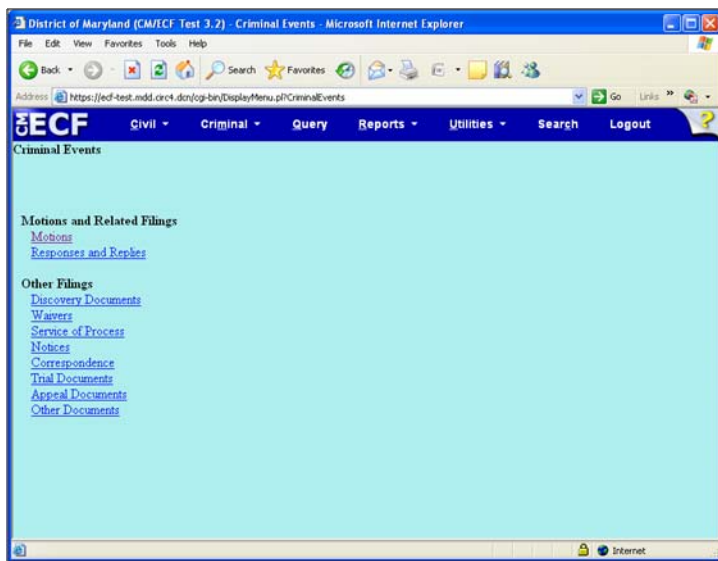 District of Maryland (CM/ECF Test 3.2) - Criminal Events - Microsoft Internet Explorer
File Edit View Favorites Tools Help
Back Search Favorites
Address https://ecf-test.mdd.circ4.dcn/cgi-bin/DisplayMenu.pl?CriminalEvents Go Links »
CM ECF Civil Criminal Query Reports Utilities Search Logout ?
Criminal Events
Motions and Related Filings
Motions
Responses and Replies
Other Filings
Discovery Documents
Waivers
Service of Process
Notices
Correspondence
Trial Documents
Appeal Documents
Other Documents
Internet